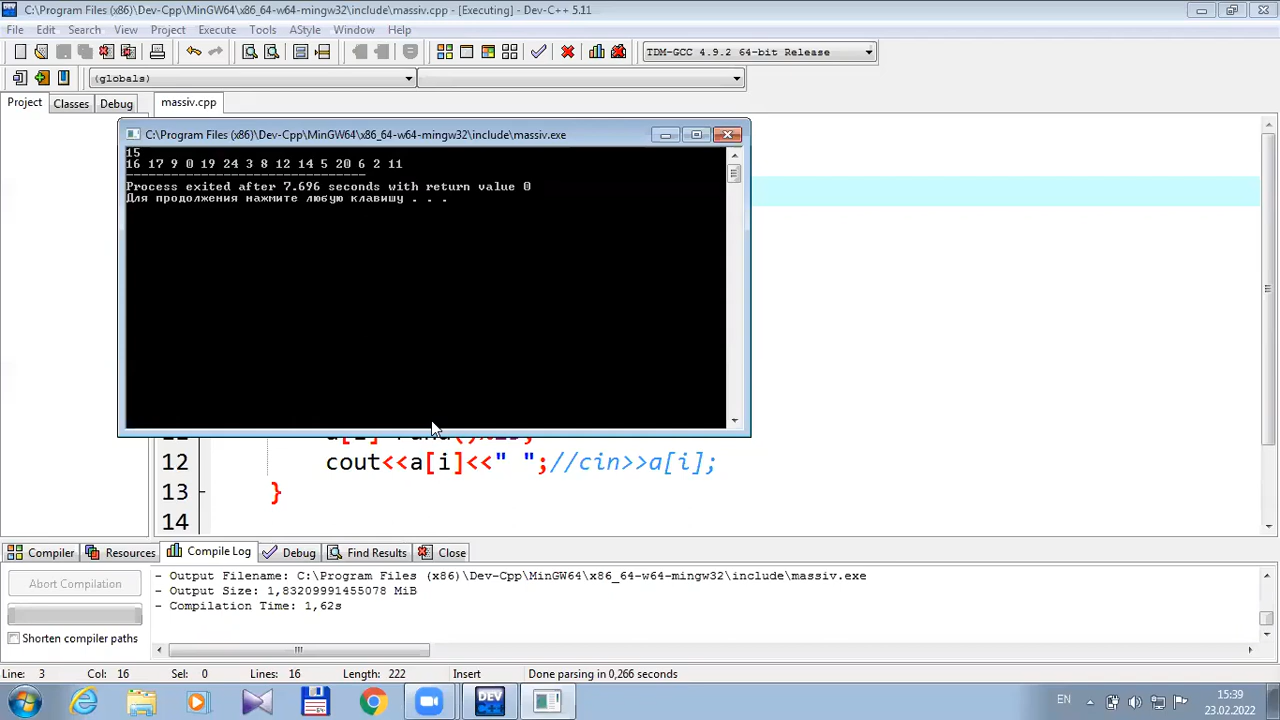 C:\Program Files (x86)\Dev-Cpp\MinGW64\x86_64-w64-mingw32\include\massiv.cpp - [Executing] - Dev-C++ 5.11
File Edit Search View Project Execute Tools AStyle Window Help
TDM-GCC 4.9.2 64-bit Release
(globals)
Project Classes Debug massiv.cpp
C:\Program Files (x86)\Dev-Cpp\MinGW64\x86_64-w64-mingw32\include\massiv.exe
15
16 17 9 0 19 24 3 8 12 14 5 20 6 2 11
--------------------------------
Process exited after 7.696 seconds with return value 0
Для продолжения нажмите любую клавишу . . .
12 cout<<a[i]<<" ";//cin>>a[i];
13 }
14
Compiler Resources Compile Log Debug Find Results Close
Abort Compilation
Shorten compiler paths
- Output Filename: C:\Program Files (x86)\Dev-Cpp\MinGW64\x86_64-w64-mingw32\include\massiv.exe
- Output Size: 1,83209991455078 MiB
- Compilation Time: 1,62s
Line: 3 Col: 16 Sel: 0 Lines: 16 Length: 222 Insert Done parsing in 0,266 seconds
DEV
EN
15:39
23.02.2022